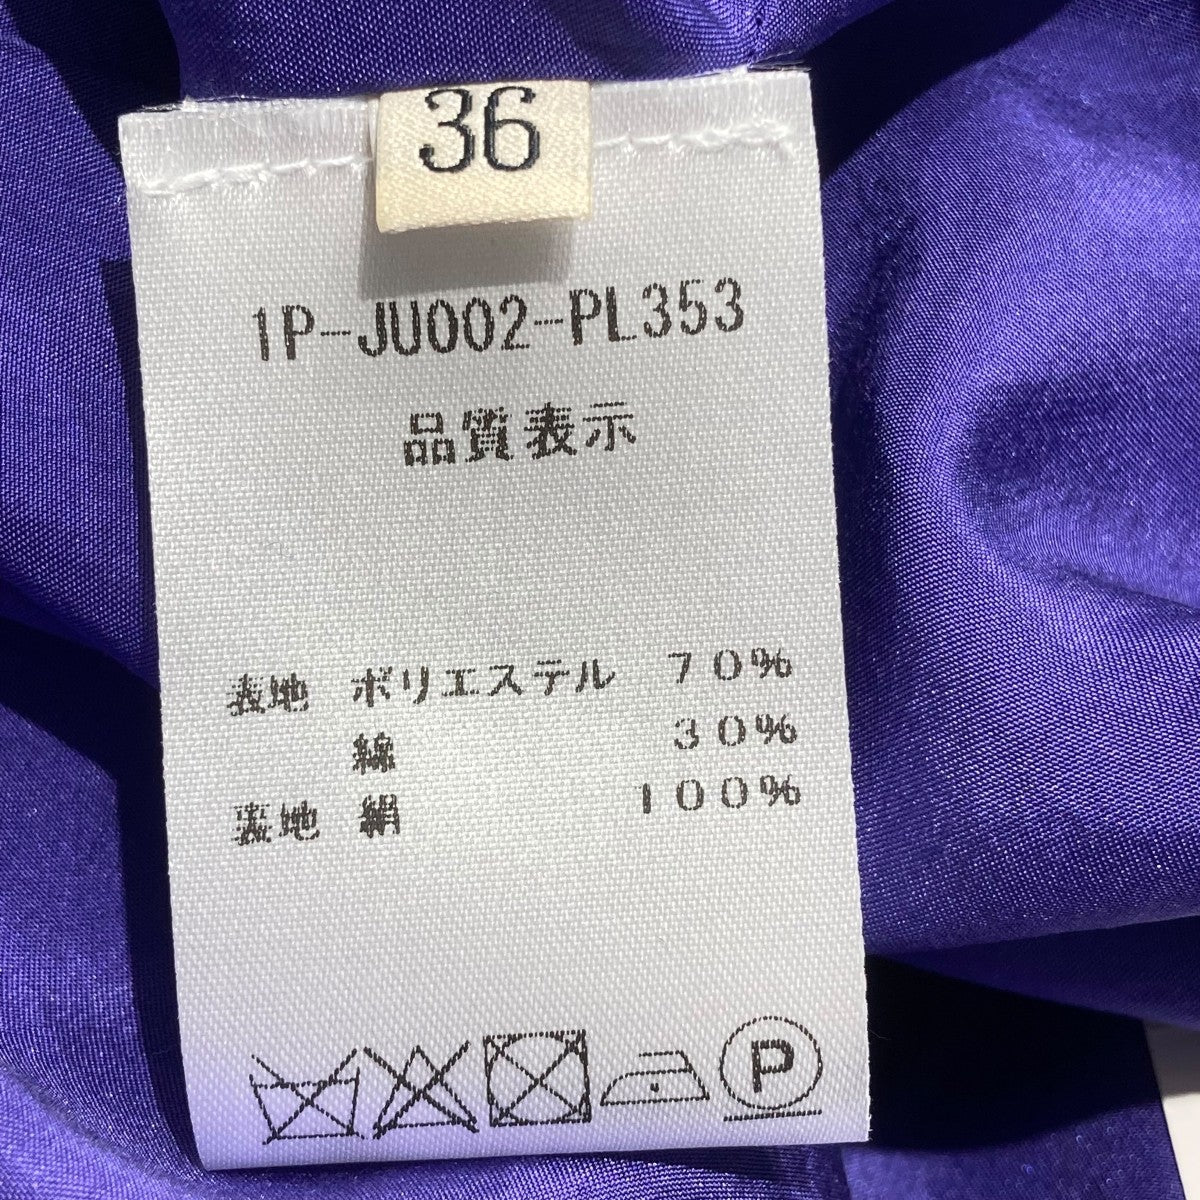 36
1P-JU002-PL353
品質表示
表地 ポリエステル 70%
綿 30%
裏地 絹 100%
P